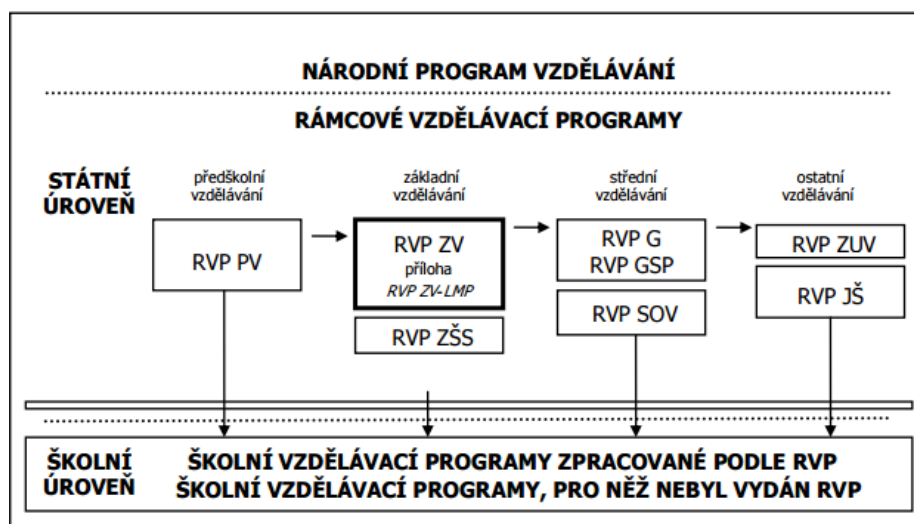 NÁRODNÍ PROGRAM VZDĚLÁVÁNÍ
RÁMCOVÉ VZDĚLÁVACÍ PROGRAMY
STÁTNÍ
ÚROVEŇ
předškolní
vzdělávání
základní
vzdělávání
střední
vzdělávání
ostatní
vzdělávání
RVP PV
RVP ZV
příloha
RVP ZV-LMP
RVP ZŠS
RVP G
RVP GSP
RVP SOV
RVP ZUV
RVP JŠ
ŠKOLNÍ
ÚROVEŇ
ŠKOLNÍ VZDĚLÁVACÍ PROGRAMY ZPRACOVANÉ PODLE RVP
ŠKOLNÍ VZDĚLÁVACÍ PROGRAMY, PRO NĚŽ NEBYL VYDÁN RVP